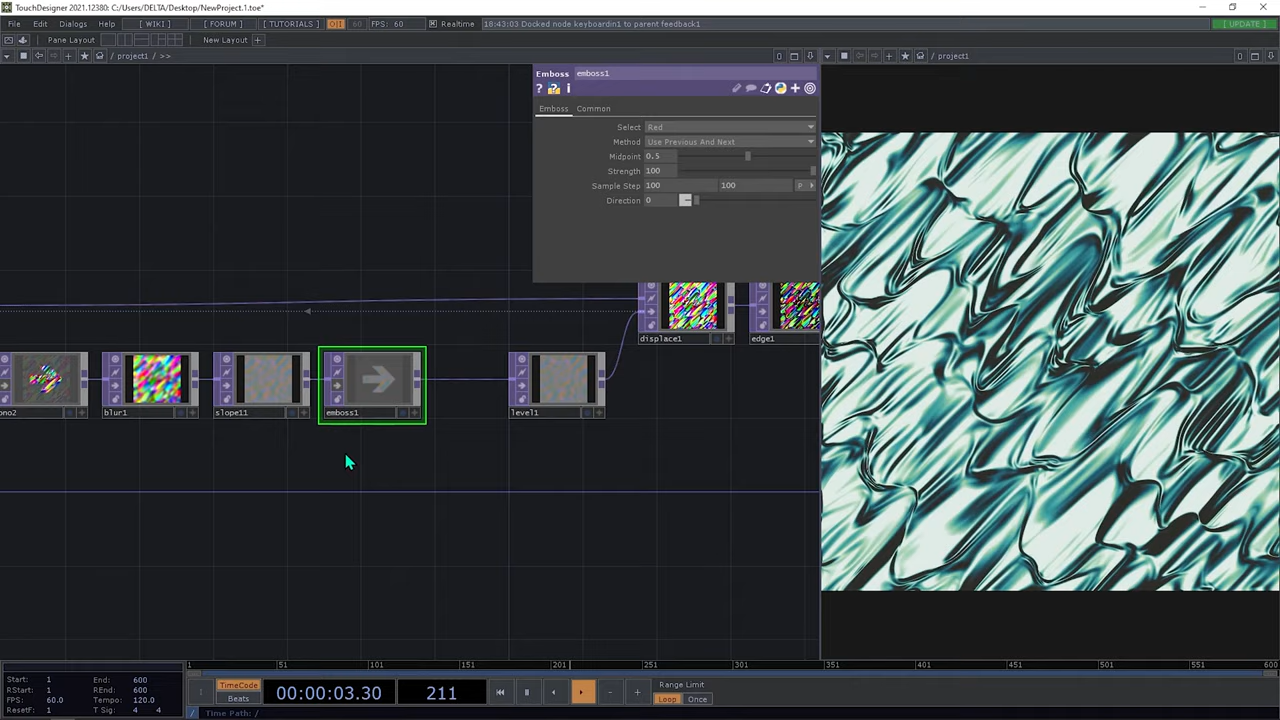 TouchDesigner 2021.12380: C:/Users/DELTA/Desktop/NewProject.1.toe*
File Edit Dialogs Help [ WIKI ] [ FORUM ] [ TUTORIALS ] O|I FPS: 60 Realtime 18:43:03 Docked node keyboardin1 to parent feedback1 [ UPDATE ]
Pane Layout New Layout +
/ project1 / >> 0 / project1 0
Emboss emboss1
? i
Emboss Common
Select Red
Method Use Previous And Next
Midpoint 0.5
Strength 100
Sample Step 100 100 p
Direction 0
displace1 edge1
ono2 blur1 slope11 emboss1 level1
1 51 101 151 201 251 301 351 401 451 501 551 600
Start: 1 End: 600
RStart: 1 REnd: 600
FPS: 60.0 Tempo: 120.0
ResetF: 1 T Sig: 4 4
TimeCode
Beats
00:00:03.30 211
Range Limit
Loop Once
/ Time Path: /